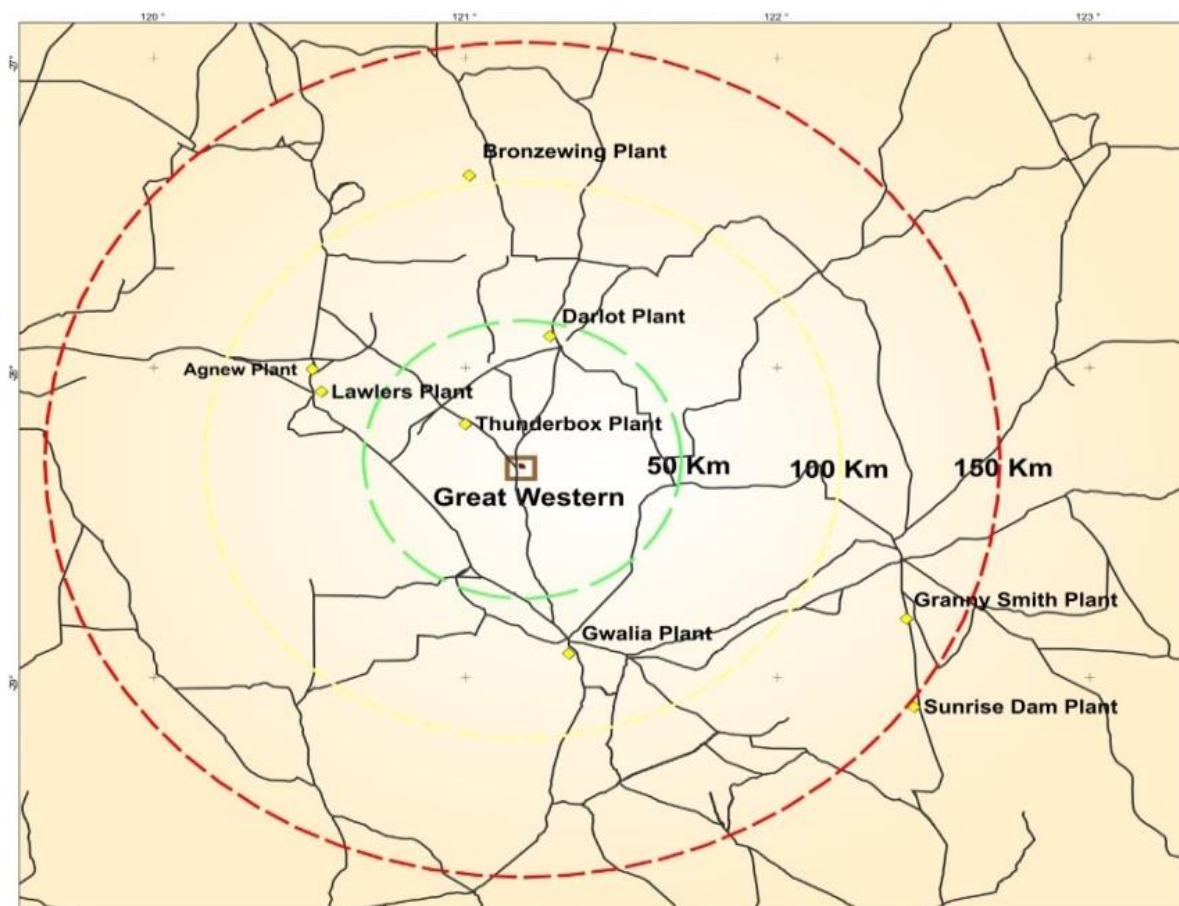 120 °
121 °
122 °
123 °
Bronzewing Plant
Darlot Plant
Agnew Plant
Lawlers Plant
Thunderbox Plant
50 Km
100 Km
150 Km
Great Western
Granny Smith Plant
Gwalia Plant
Sunrise Dam Plant